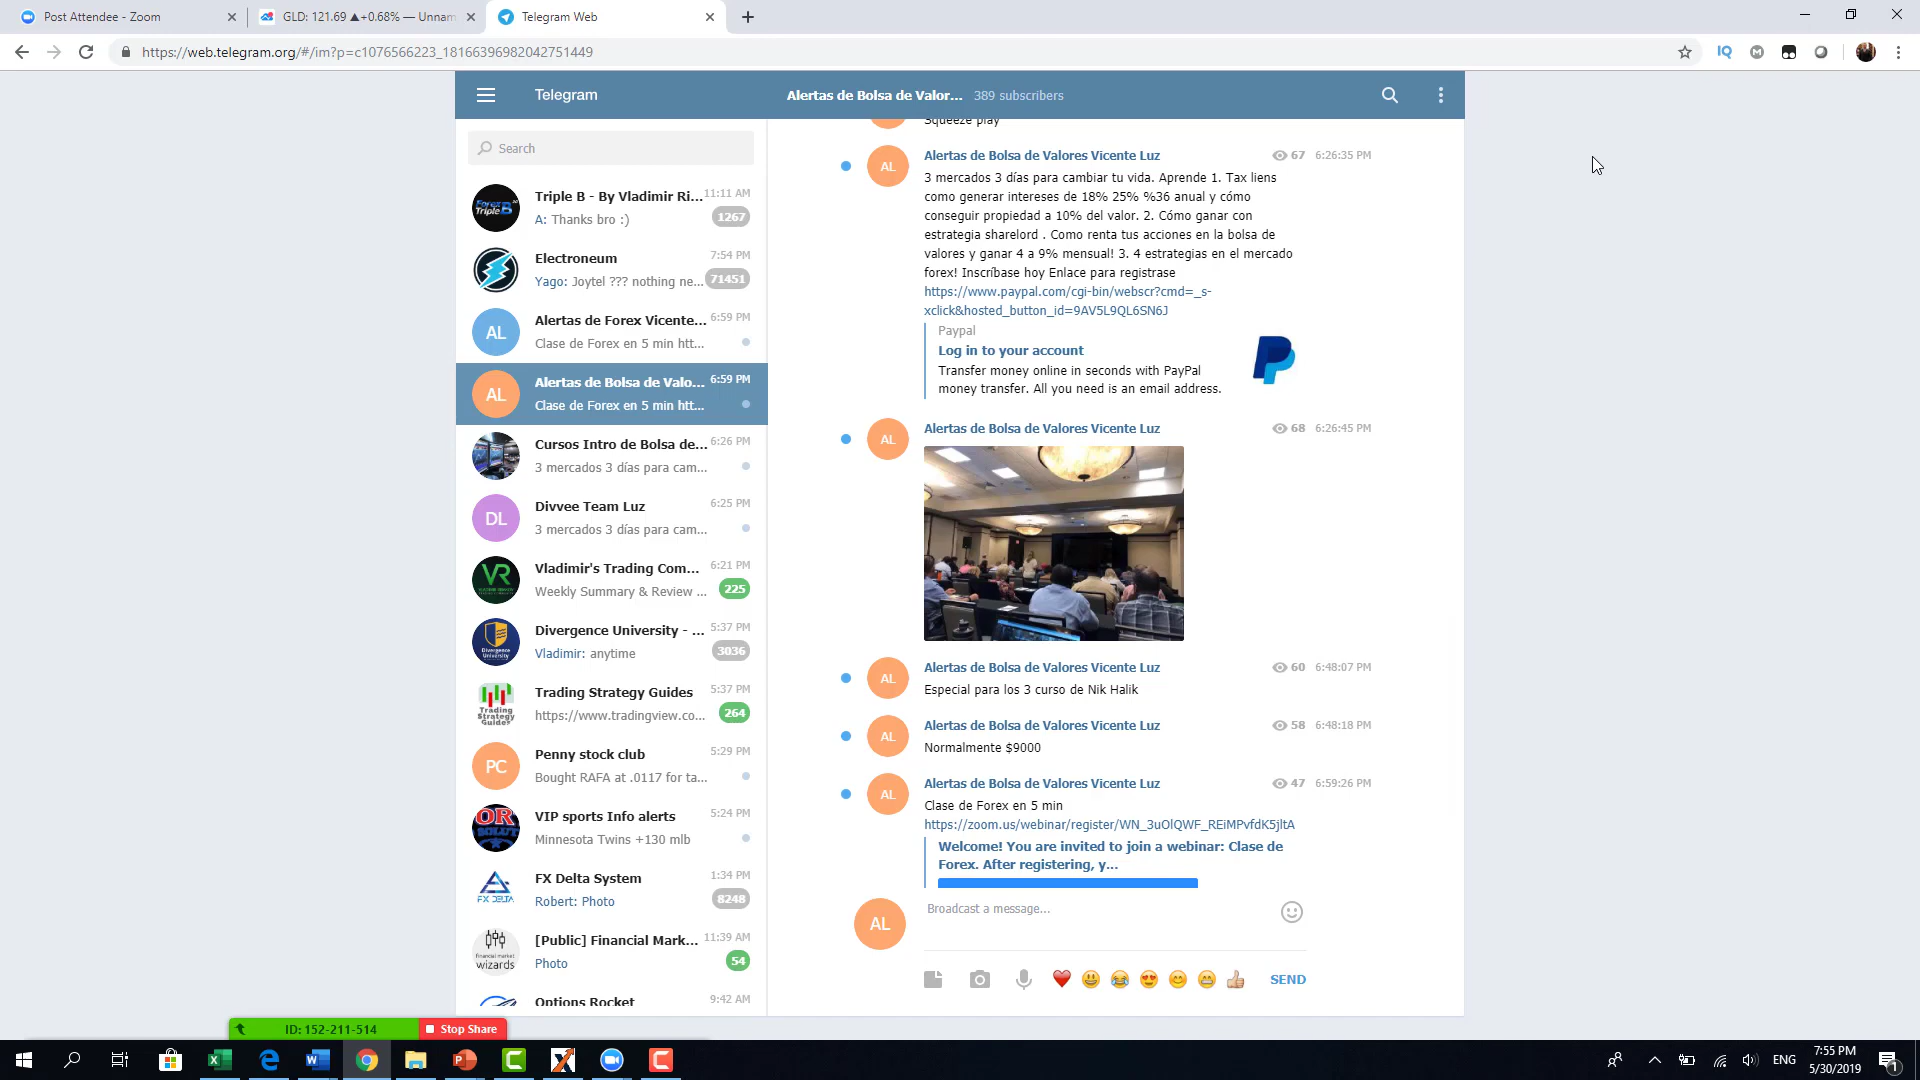 Post Attendee - Zoom
GLD: 121.69 ▲+0.68% — Unnam
Telegram Web
https://web.telegram.org/#/im?p=c1076566223_18166396982042751449
Telegram
Alertas de Bolsa de Valor... 389 subscribers
Search
Triple B - By Vladimir Ri... 11:11 AM
A: Thanks bro :) 1267
Electroneum 7:54 PM
Yago: Joytel ??? nothing ne... 71451
AL
Alertas de Forex Vicente... 6:59 PM
Clase de Forex en 5 min htt...
AL
Alertas de Bolsa de Valo... 6:59 PM
Clase de Forex en 5 min htt...
Cursos Intro de Bolsa de... 6:26 PM
3 mercados 3 días para cam...
DL
Divvee Team Luz 6:25 PM
3 mercados 3 días para cam...
VR
Vladimir's Trading Com... 6:21 PM
Weekly Summary & Review ... 225
Divergence University - ... 5:37 PM
Vladimir: anytime 3036
Trading Strategy Guides 5:37 PM
https://www.tradingview.co... 264
PC
Penny stock club 5:29 PM
Bought RAFA at .0117 for ta...
VIP sports Info alerts 5:24 PM
Minnesota Twins +130 mlb
FX DELTA
FX Delta System 1:34 PM
Robert: Photo 8248
[Public] Financial Mark... 11:39 AM
Photo 54
Options Rocket 9:42 AM
Squeeze play
AL
Alertas de Bolsa de Valores Vicente Luz 67 6:26:35 PM
3 mercados 3 días para cambiar tu vida. Aprende 1. Tax liens
como generar intereses de 18% 25% %36 anual y cómo
conseguir propiedad a 10% del valor. 2. Cómo ganar con
estrategia sharelord . Como renta tus acciones en la bolsa de
valores y ganar 4 a 9% mensual! 3. 4 estrategias en el mercado
forex! Inscríbase hoy Enlace para registrase
https://www.paypal.com/cgi-bin/webscr?cmd=_s-
xclick&hosted_button_id=9AV5L9QL6SN6J
Paypal
Log in to your account
Transfer money online in seconds with PayPal
money transfer. All you need is an email address.
AL
Alertas de Bolsa de Valores Vicente Luz 68 6:26:45 PM
AL
Alertas de Bolsa de Valores Vicente Luz 60 6:48:07 PM
Especial para los 3 curso de Nik Halik
AL
Alertas de Bolsa de Valores Vicente Luz 58 6:48:18 PM
Normalmente $9000
AL
Alertas de Bolsa de Valores Vicente Luz 47 6:59:26 PM
Clase de Forex en 5 min
https://zoom.us/webinar/register/WN_3uOlQWF_REiMPvfdK5jltA
Welcome! You are invited to join a webinar: Clase de
Forex. After registering, y...
AL
Broadcast a message...
SEND
ID: 152-211-514
Stop Share
ENG
7:55 PM
5/30/2019
1